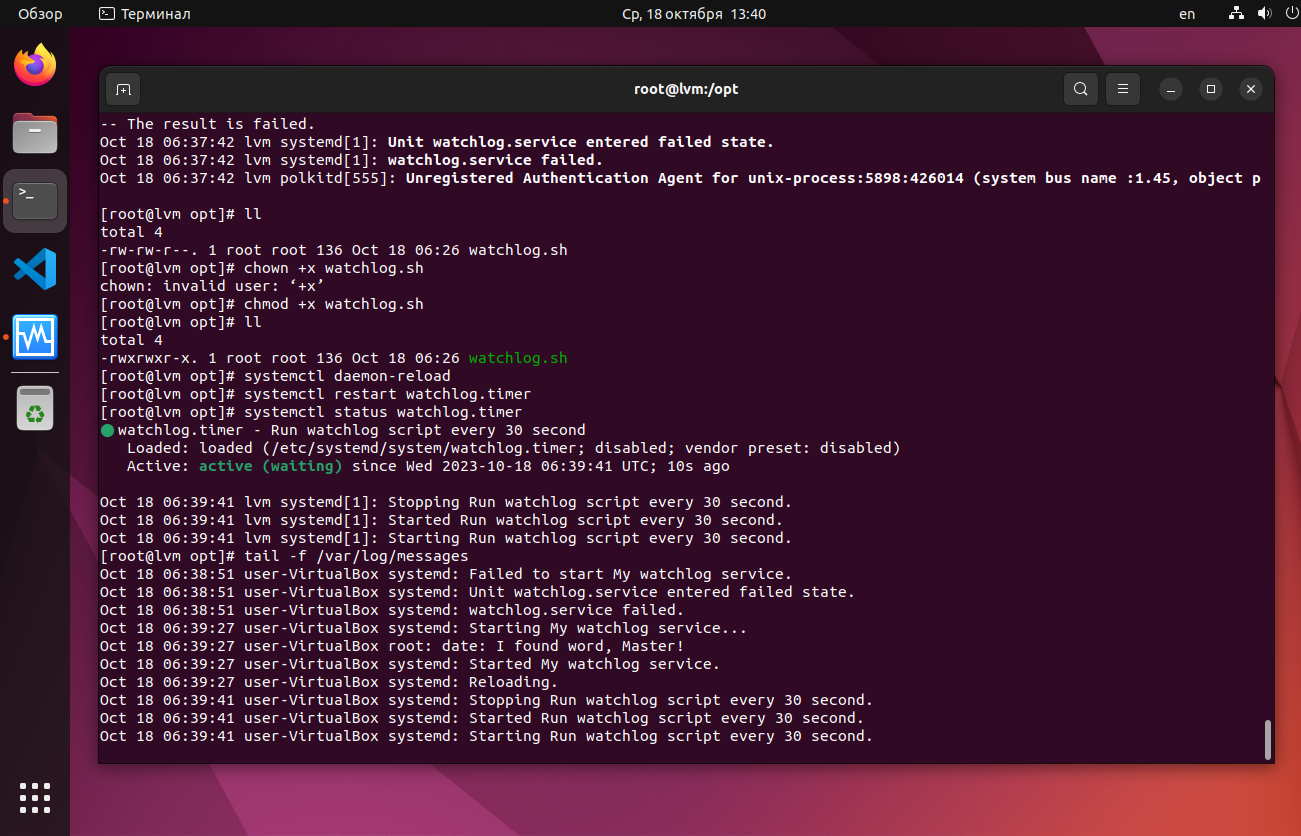 Обзор Терминал Ср, 18 октября 13:40 en
root@lvm:/opt
-- The result is failed.
Oct 18 06:37:42 lvm systemd[1]: Unit watchlog.service entered failed state.
Oct 18 06:37:42 lvm systemd[1]: watchlog.service failed.
Oct 18 06:37:42 lvm polkitd[555]: Unregistered Authentication Agent for unix-process:5898:426014 (system bus name :1.45, object p
[root@lvm opt]# ll
total 4
-rw-rw-r--. 1 root root 136 Oct 18 06:26 watchlog.sh
[root@lvm opt]# chown +x watchlog.sh
chown: invalid user: ‘+x’
[root@lvm opt]# chmod +x watchlog.sh
[root@lvm opt]# ll
total 4
-rwxrwxr-x. 1 root root 136 Oct 18 06:26 watchlog.sh
[root@lvm opt]# systemctl daemon-reload
[root@lvm opt]# systemctl restart watchlog.timer
[root@lvm opt]# systemctl status watchlog.timer
● watchlog.timer - Run watchlog script every 30 second
Loaded: loaded (/etc/systemd/system/watchlog.timer; disabled; vendor preset: disabled)
Active: active (waiting) since Wed 2023-10-18 06:39:41 UTC; 10s ago
Oct 18 06:39:41 lvm systemd[1]: Stopping Run watchlog script every 30 second.
Oct 18 06:39:41 lvm systemd[1]: Started Run watchlog script every 30 second.
Oct 18 06:39:41 lvm systemd[1]: Starting Run watchlog script every 30 second.
[root@lvm opt]# tail -f /var/log/messages
Oct 18 06:38:51 user-VirtualBox systemd: Failed to start My watchlog service.
Oct 18 06:38:51 user-VirtualBox systemd: Unit watchlog.service entered failed state.
Oct 18 06:38:51 user-VirtualBox systemd: watchlog.service failed.
Oct 18 06:39:27 user-VirtualBox systemd: Starting My watchlog service...
Oct 18 06:39:27 user-VirtualBox root: date: I found word, Master!
Oct 18 06:39:27 user-VirtualBox systemd: Started My watchlog service.
Oct 18 06:39:27 user-VirtualBox systemd: Reloading.
Oct 18 06:39:41 user-VirtualBox systemd: Stopping Run watchlog script every 30 second.
Oct 18 06:39:41 user-VirtualBox systemd: Started Run watchlog script every 30 second.
Oct 18 06:39:41 user-VirtualBox systemd: Starting Run watchlog script every 30 second.